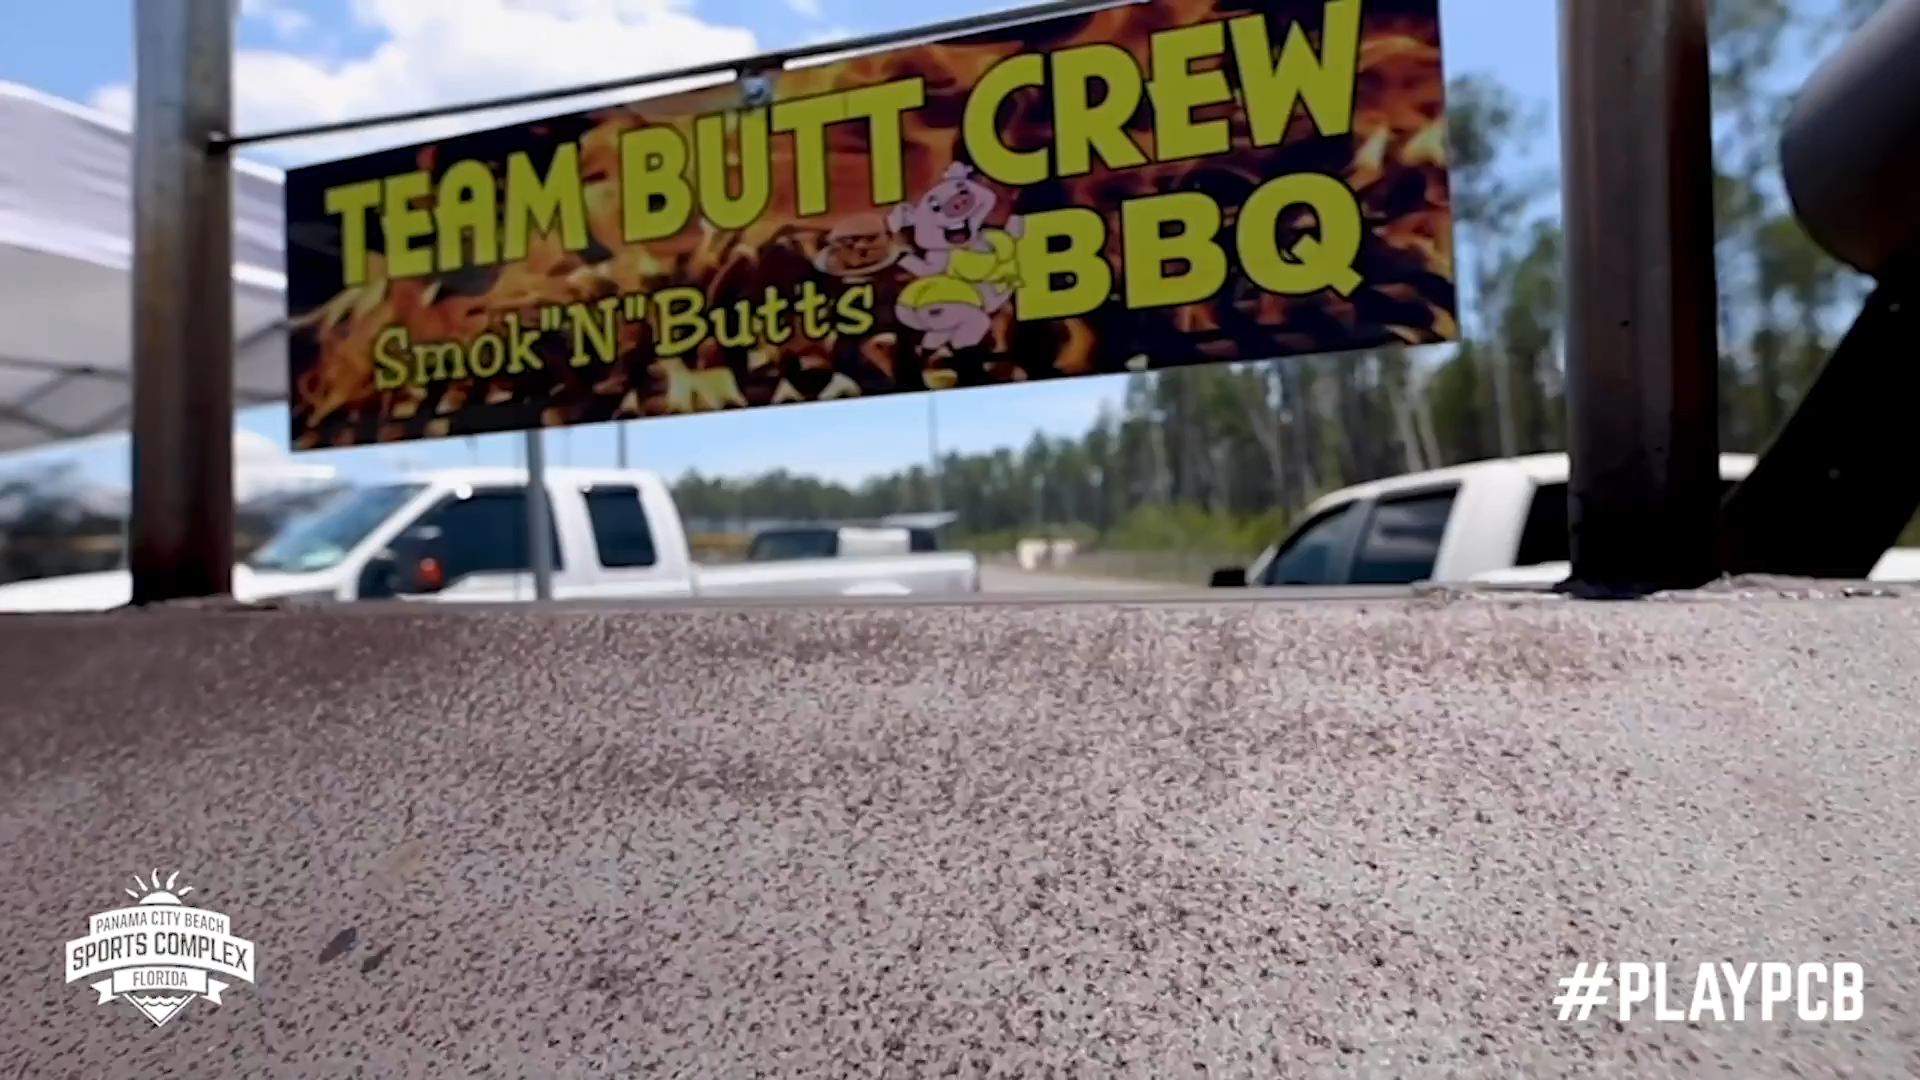 TEAM BUTT CREW
Smok"N"Butts
BBQ
PANAMA CITY BEACH
SPORTS COMPLEX
FLORIDA
#PLAYPCB